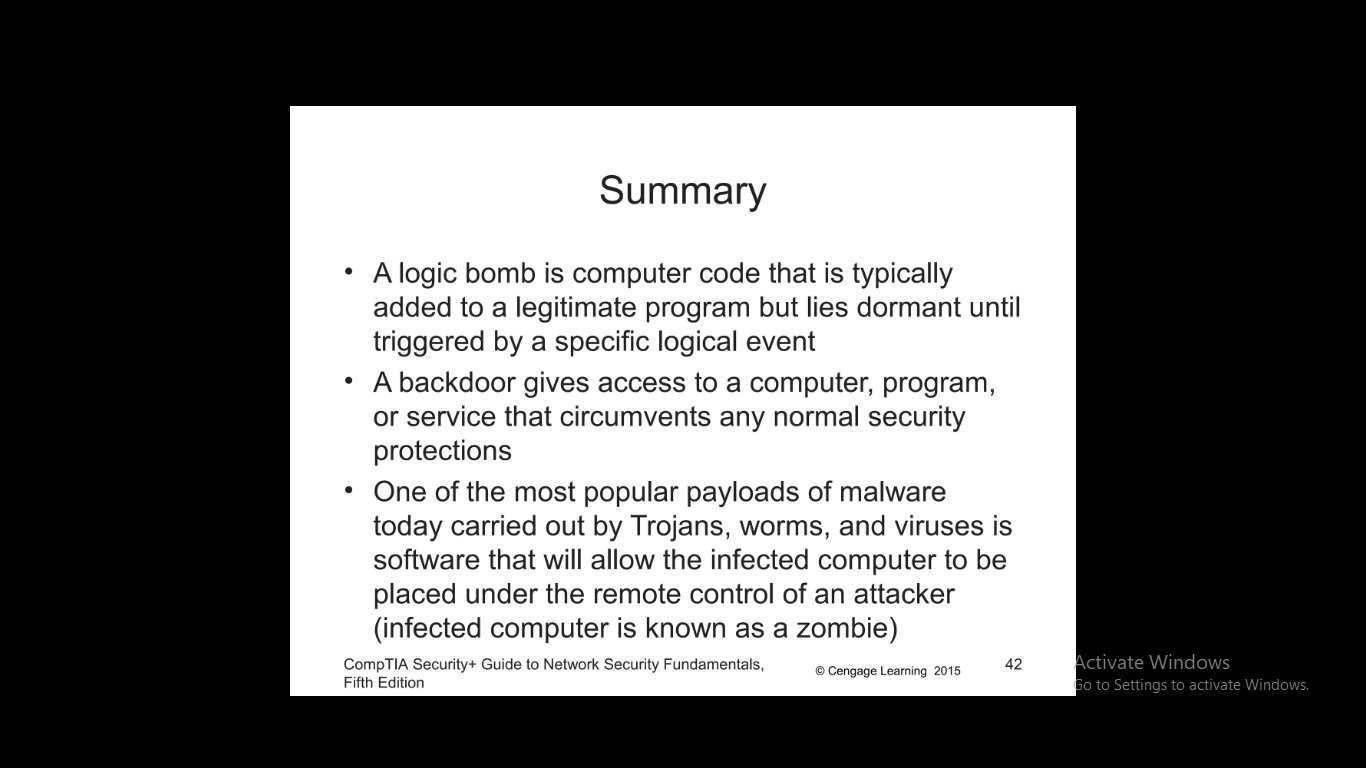 Summary
• A logic bomb is computer code that is typically
added to a legitimate program but lies dormant until
triggered by a specific logical event
• A backdoor gives access to a computer, program,
or service that circumvents any normal security
protections
• One of the most popular payloads of malware
today carried out by Trojans, worms, and viruses is
software that will allow the infected computer to be
placed under the remote control of an attacker
(infected computer is known as a zombie)
CompTIA Security+ Guide to Network Security Fundamentals,
Fifth Edition
© Cengage Learning 2015
42
Activate Windows
Go to Settings to activate Windows.